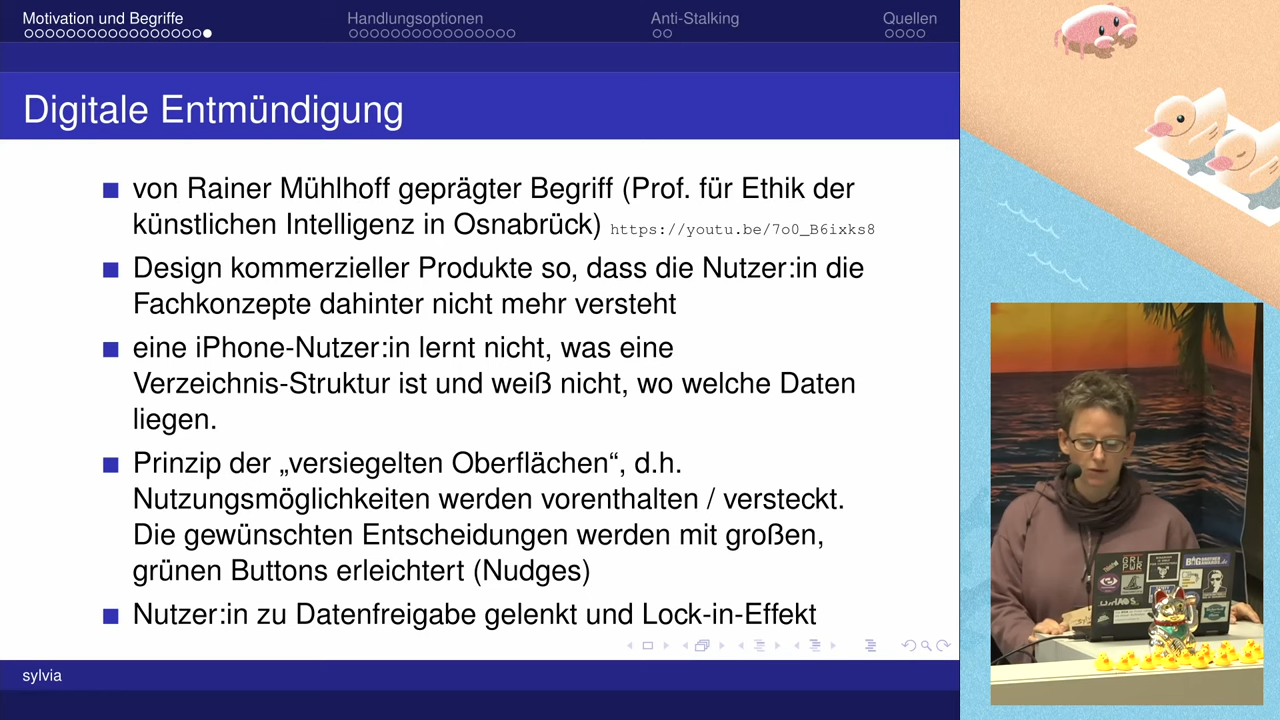 Motivation und Begriffe
Handlungsoptionen
Anti-Stalking
Quellen
Digitale Entmündigung
von Rainer Mühlhoff geprägter Begriff (Prof. für Ethik der
künstlichen Intelligenz in Osnabrück) https://youtu.be/7o0_B6ixks8
Design kommerzieller Produkte so, dass die Nutzer:in die
Fachkonzepte dahinter nicht mehr versteht
eine iPhone-Nutzer:in lernt nicht, was eine
Verzeichnis-Struktur ist und weiß nicht, wo welche Daten
liegen.
Prinzip der „versiegelten Oberflächen“, d.h.
Nutzungsmöglichkeiten werden vorenthalten / versteckt.
Die gewünschten Entscheidungen werden mit großen,
grünen Buttons erleichtert (Nudges)
Nutzer:in zu Datenfreigabe gelenkt und Lock-in-Effekt
sylvia
GRL
PWR